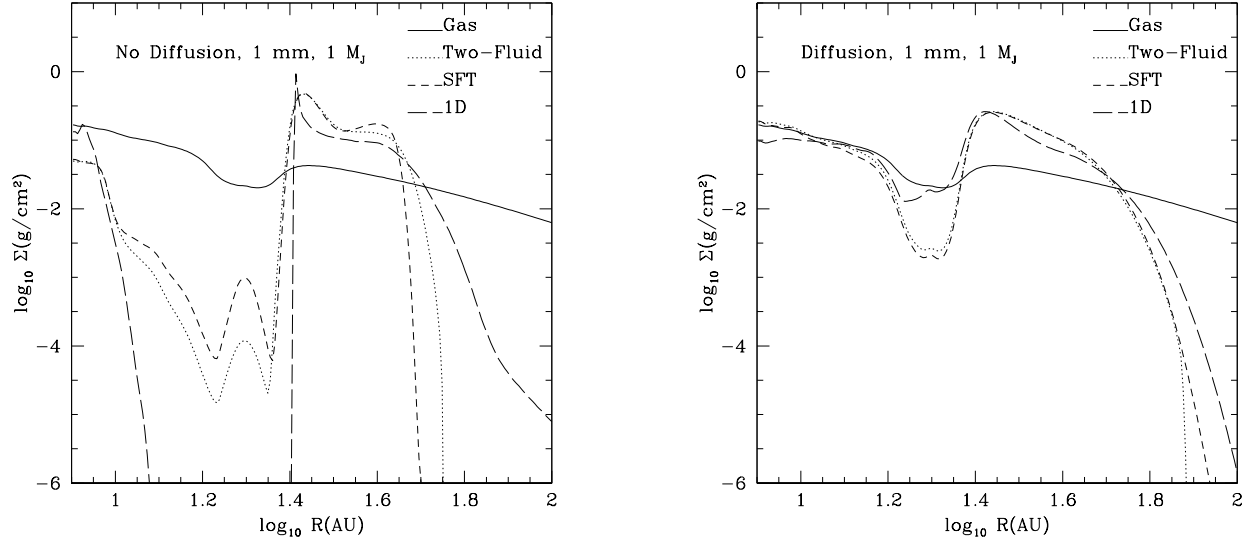 Gas
No Diffusion, 1 mm, 1 M_J
Two-Fluid
SFT
1D
0
−2
−4
−6
log₁₀ Σ(g/cm²)
1
1.2
1.4
1.6
1.8
2
log₁₀ R(AU)
Gas
Diffusion, 1 mm, 1 M_J
Two-Fluid
SFT
1D
0
−2
−4
−6
log₁₀ Σ(g/cm²)
1
1.2
1.4
1.6
1.8
2
log₁₀ R(AU)